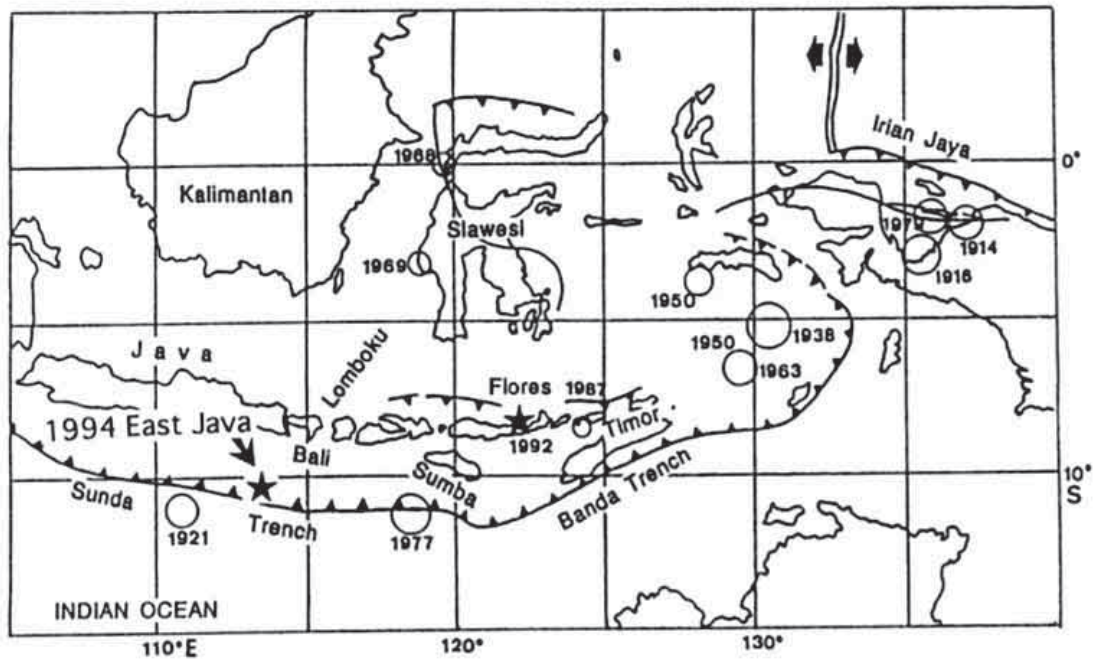 Irian Jaya
0°
1968
Kalimantan
Slawesi
1979
1914
1969
1916
1950
1950
1938
Java
Lomboku
1963
Flores
1987
1994 East Java
1992
Timor
Bali
Sumba
Banda Trench
10°
S
Sunda
Trench
1921
1977
INDIAN OCEAN
110°E
120°
130°